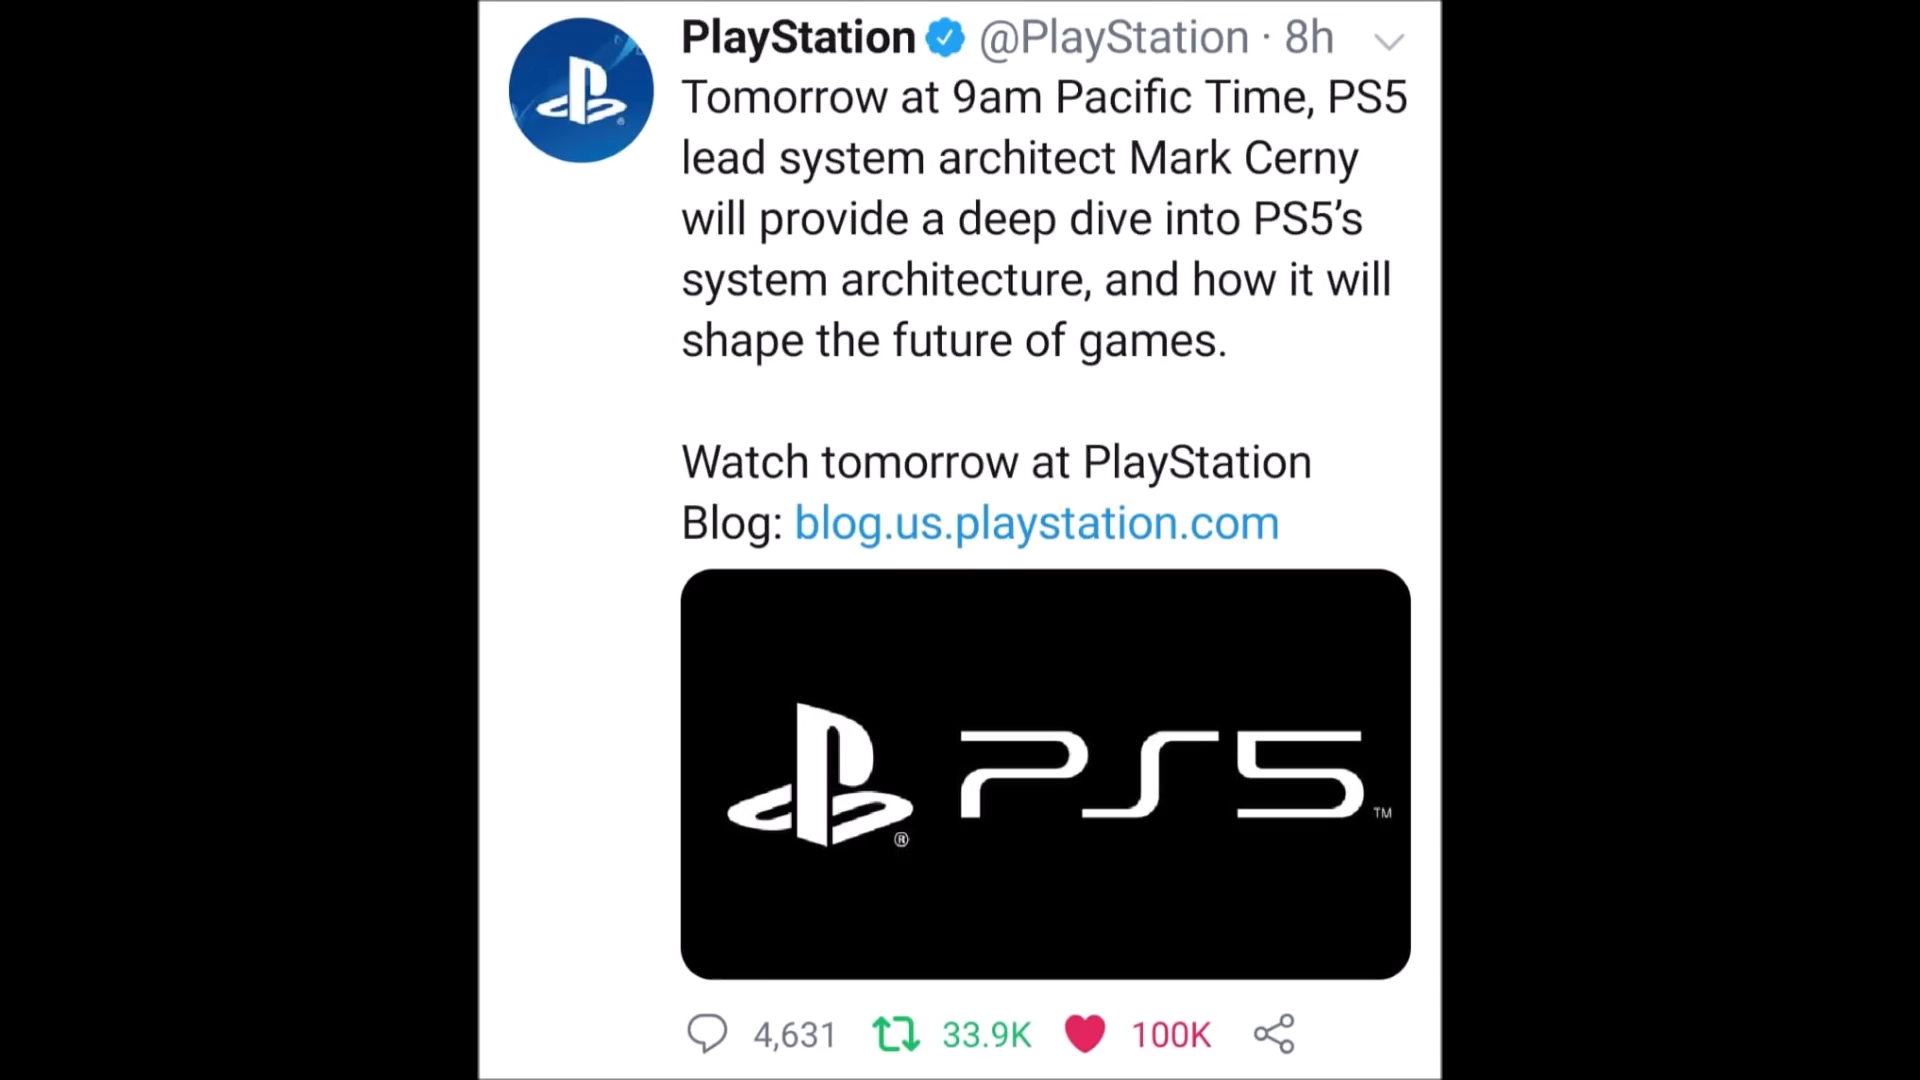 PlayStation @PlayStation · 8h
Tomorrow at 9am Pacific Time, PS5
lead system architect Mark Cerny
will provide a deep dive into PS5’s
system architecture, and how it will
shape the future of games.
Watch tomorrow at PlayStation
Blog: blog.us.playstation.com
PS5™
®
4,631 33.9K 100K